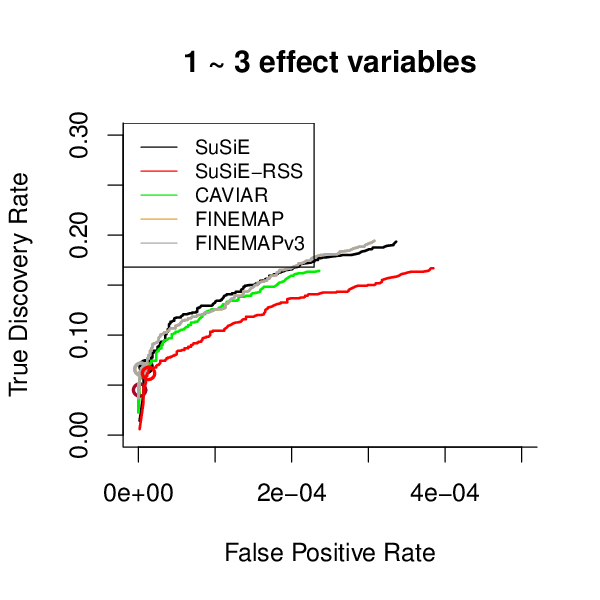 1 ~ 3 effect variables
True Discovery Rate
0.30
0.20
0.10
0.00
SuSiE
SuSiE−RSS
CAVIAR
FINEMAP
FINEMAPv3
0e+00 2e−04 4e−04
False Positive Rate